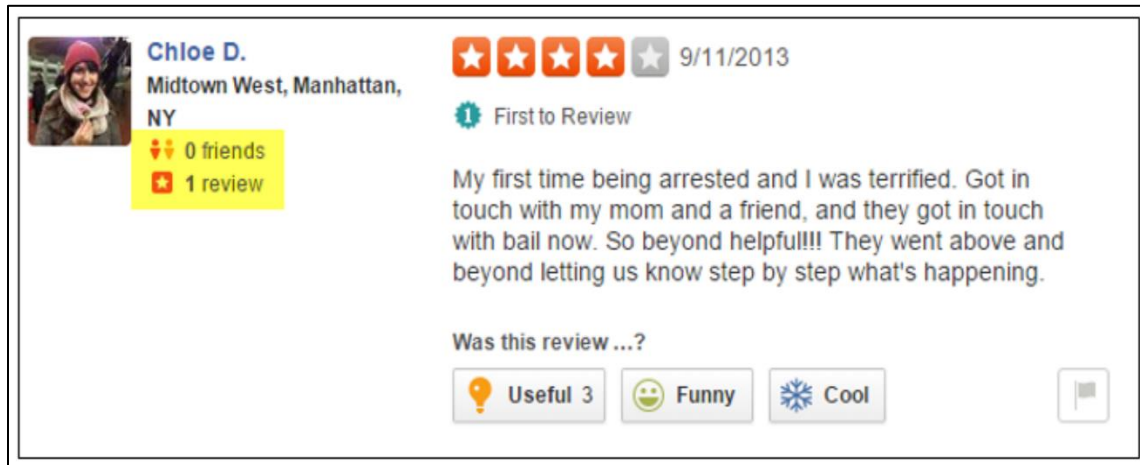 Chloe D.
Midtown West, Manhattan,
NY
0 friends
1 review
9/11/2013
1 First to Review
My first time being arrested and I was terrified. Got in
touch with my mom and a friend, and they got in touch
with bail now. So beyond helpful!!! They went above and
beyond letting us know step by step what's happening.
Was this review ...?
Useful 3
Funny
Cool